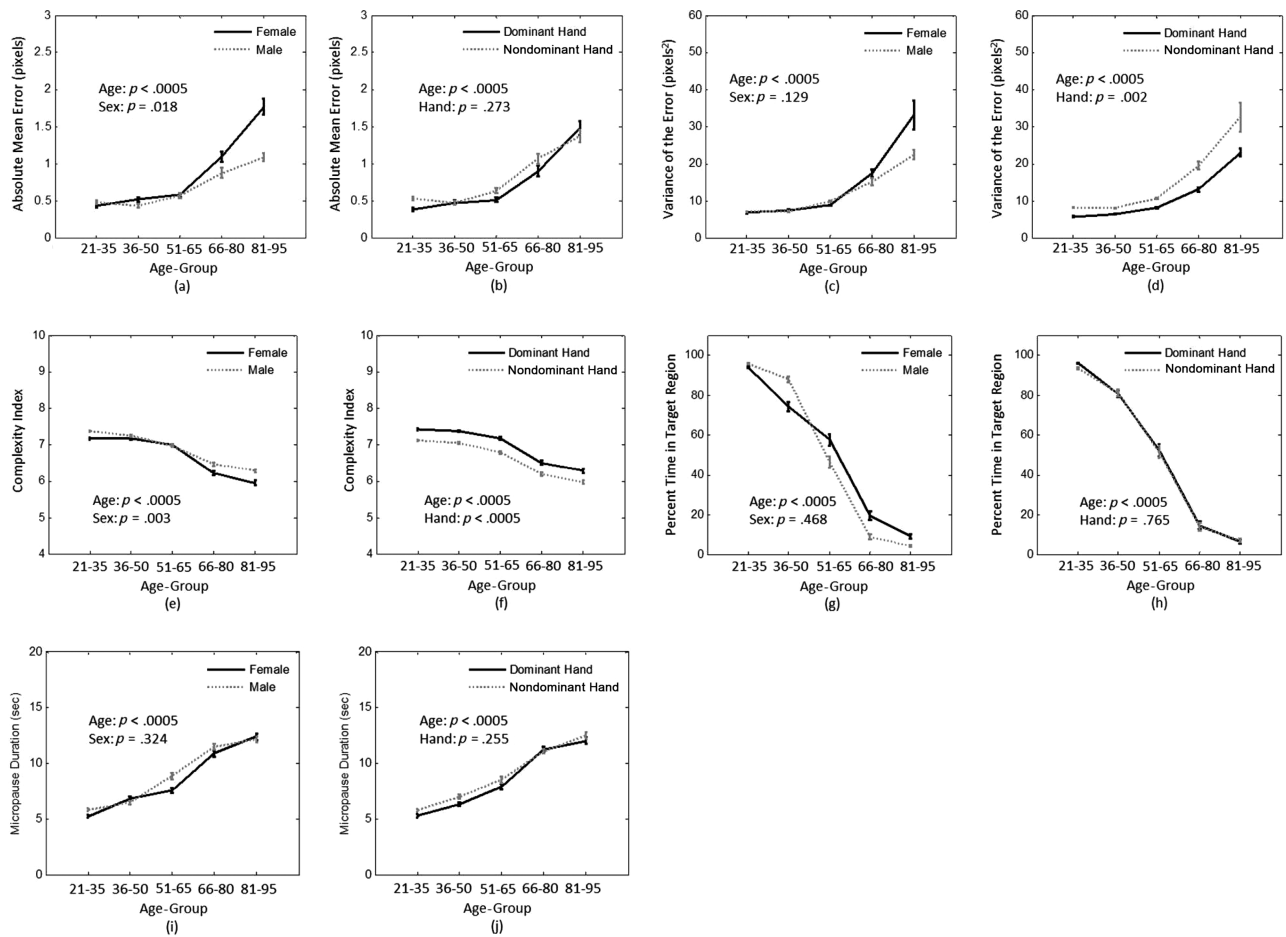 Absolute Mean Error (pixels)
3
2.5
2
1.5
1
0.5
0
Female
Male
Age: p < .0005
Sex: p = .018
21-35 36-50 51-65 66-80 81-95
Age-Group
(a)
Absolute Mean Error (pixels)
3
2.5
2
1.5
1
0.5
0
Dominant Hand
Nondominant Hand
Age: p < .0005
Hand: p = .273
21-35 36-50 51-65 66-80 81-95
Age-Group
(b)
Variance of the Error (pixels²)
60
50
40
30
20
10
0
Female
Male
Age: p < .0005
Sex: p = .129
21-35 36-50 51-65 66-80 81-95
Age-Group
(c)
Variance of the Error (pixels²)
60
50
40
30
20
10
0
Dominant Hand
Nondominant Hand
Age: p < .0005
Hand: p = .002
21-35 36-50 51-65 66-80 81-95
Age-Group
(d)
Complexity Index
10
9
8
7
6
5
4
Female
Male
Age: p < .0005
Sex: p = .003
21-35 36-50 51-65 66-80 81-95
Age-Group
(e)
Complexity Index
10
9
8
7
6
5
4
Dominant Hand
Nondominant Hand
Age: p < .0005
Hand: p < .0005
21-35 36-50 51-65 66-80 81-95
Age-Group
(f)
Percent Time in Target Region
100
80
60
40
20
0
Female
Male
Age: p < .0005
Sex: p = .468
21-35 36-50 51-65 66-80 81-95
Age-Group
(g)
Percent Time in Target Region
100
80
60
40
20
0
Dominant Hand
Nondominant Hand
Age: p < .0005
Hand: p = .765
21-35 36-50 51-65 66-80 81-95
Age-Group
(h)
Micropause Duration (sec)
20
15
10
5
0
Female
Male
Age: p < .0005
Sex: p = .324
21-35 36-50 51-65 66-80 81-95
Age-Group
(i)
Micropause Duration (sec)
20
15
10
5
0
Dominant Hand
Nondominant Hand
Age: p < .0005
Hand: p = .255
21-35 36-50 51-65 66-80 81-95
Age-Group
(j)